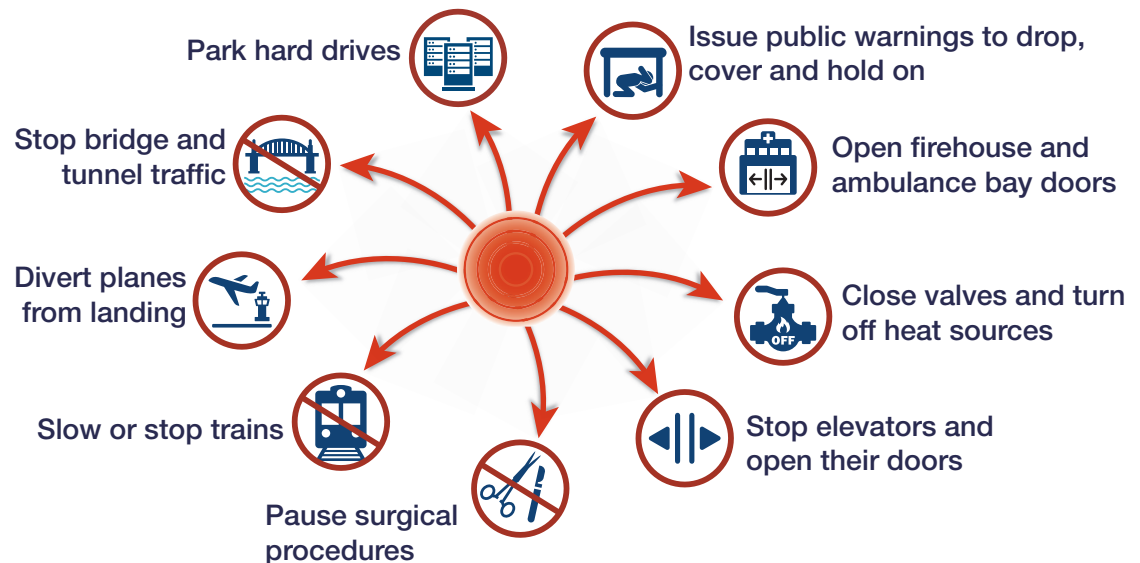 Park hard drives
Issue public warnings to drop,
cover and hold on
Stop bridge and
tunnel traffic
Open firehouse and
ambulance bay doors
Divert planes
from landing
Close valves and turn
off heat sources
OFF
Slow or stop trains
Stop elevators and
open their doors
Pause surgical
procedures